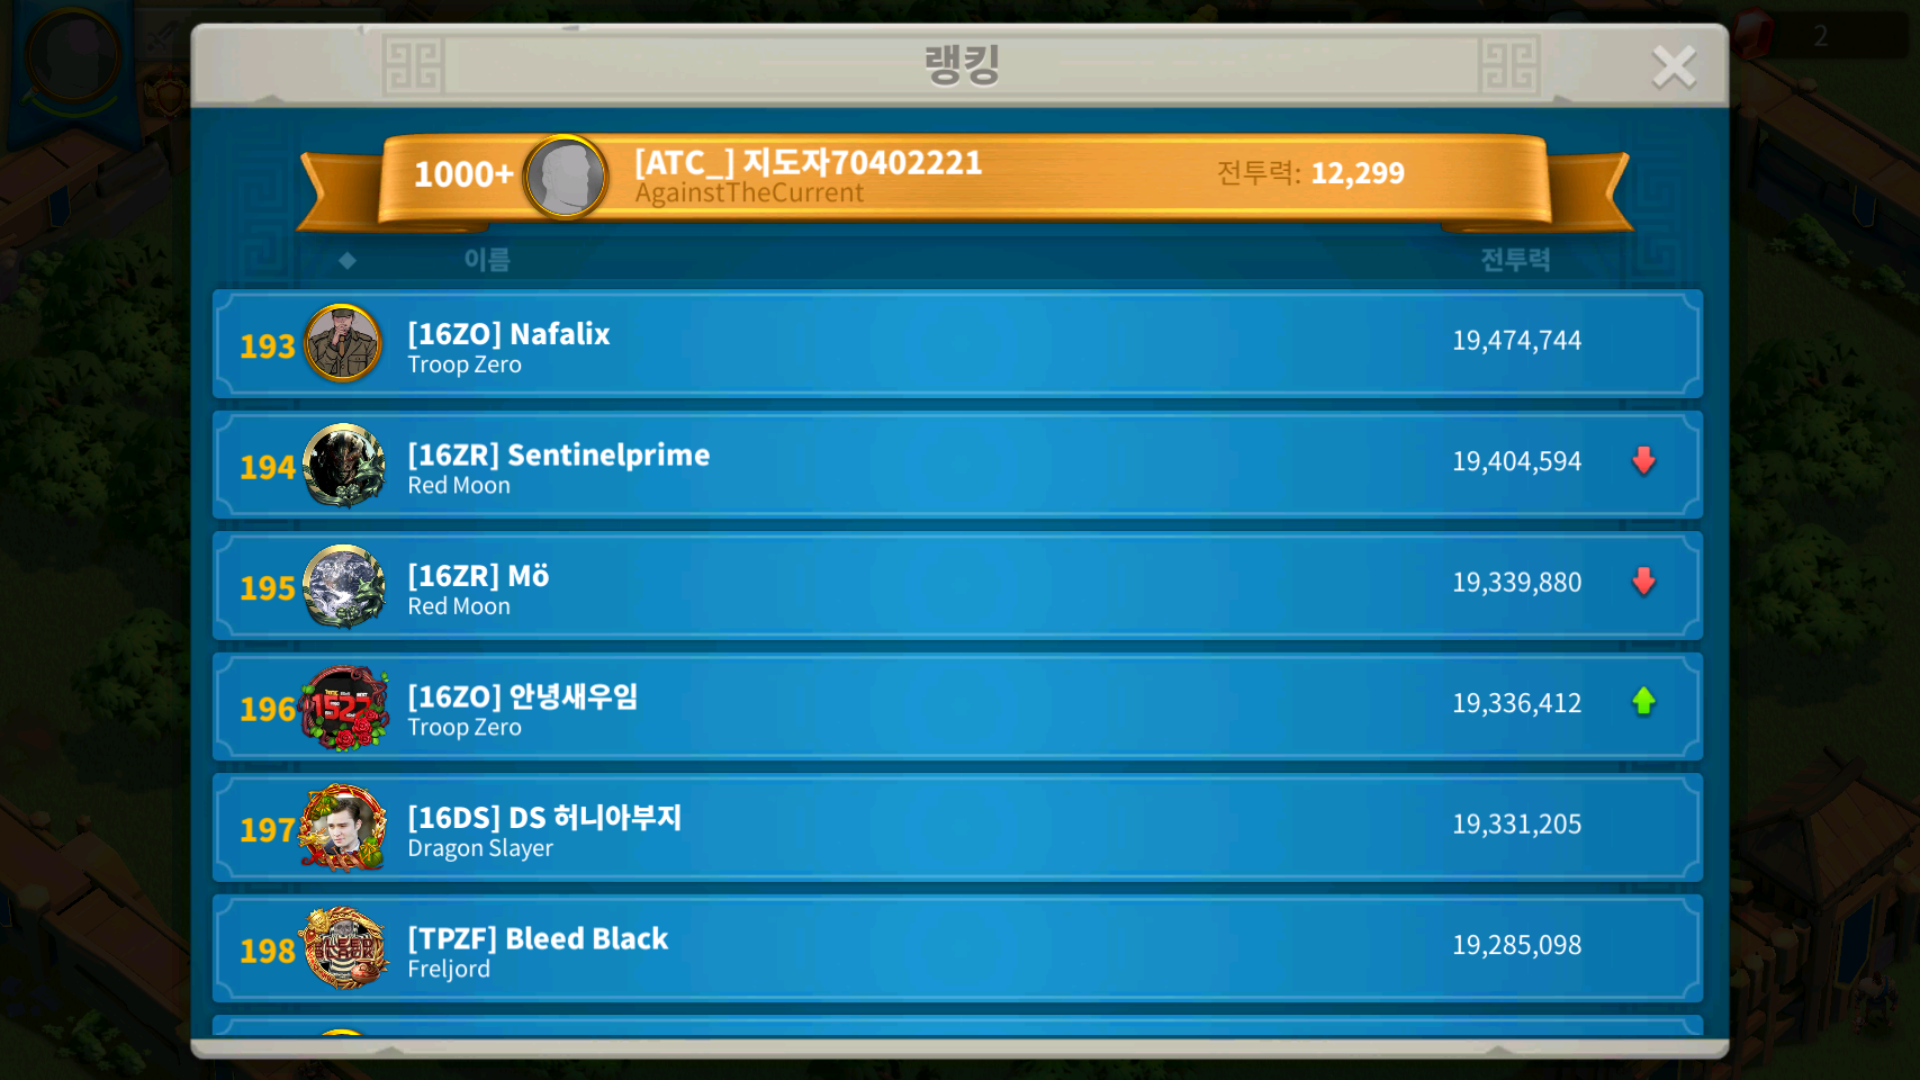 랭킹
2
1000+
[ATC_] 지도자70402221
AgainstTheCurrent
전투력: 12,299
이름 전투력
193 [16ZO] Nafalix 19,474,744
Troop Zero
194 [16ZR] Sentinelprime 19,404,594
Red Moon
195 [16ZR] Mö 19,339,880
Red Moon
196 1527 [16ZO] 안녕새우임 19,336,412
Troop Zero
197 [16DS] DS 허니아부지 19,331,205
Dragon Slayer
198 BLEED BLACK [TPZF] Bleed Black 19,285,098
Freljord